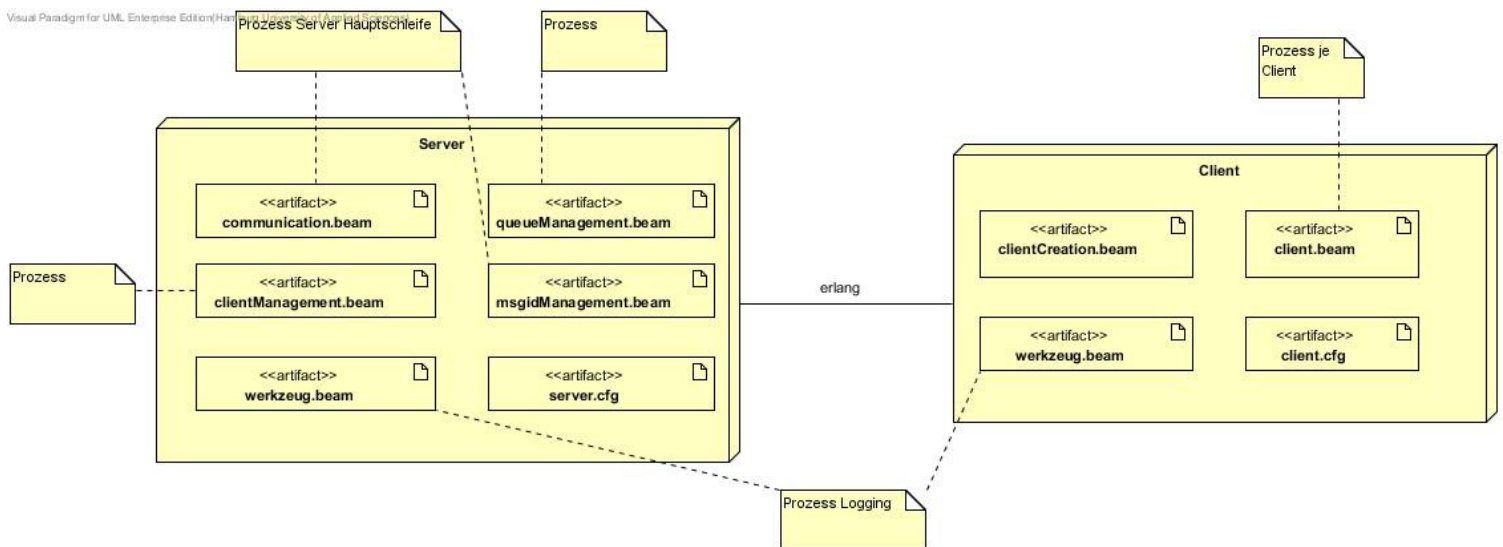 Visual Paradigm for UML Enterprise Edition(Hamburg University of Applied Sciences)
Prozess Server Hauptschleife
Prozess
Prozess je
Client
Server
Client
<<artifact>>
communication.beam
<<artifact>>
queueManagement.beam
<<artifact>>
clientCreation.beam
<<artifact>>
client.beam
Prozess
<<artifact>>
clientManagement.beam
<<artifact>>
msgidManagement.beam
erlang
<<artifact>>
werkzeug.beam
<<artifact>>
client.cfg
<<artifact>>
werkzeug.beam
<<artifact>>
server.cfg
Prozess Logging